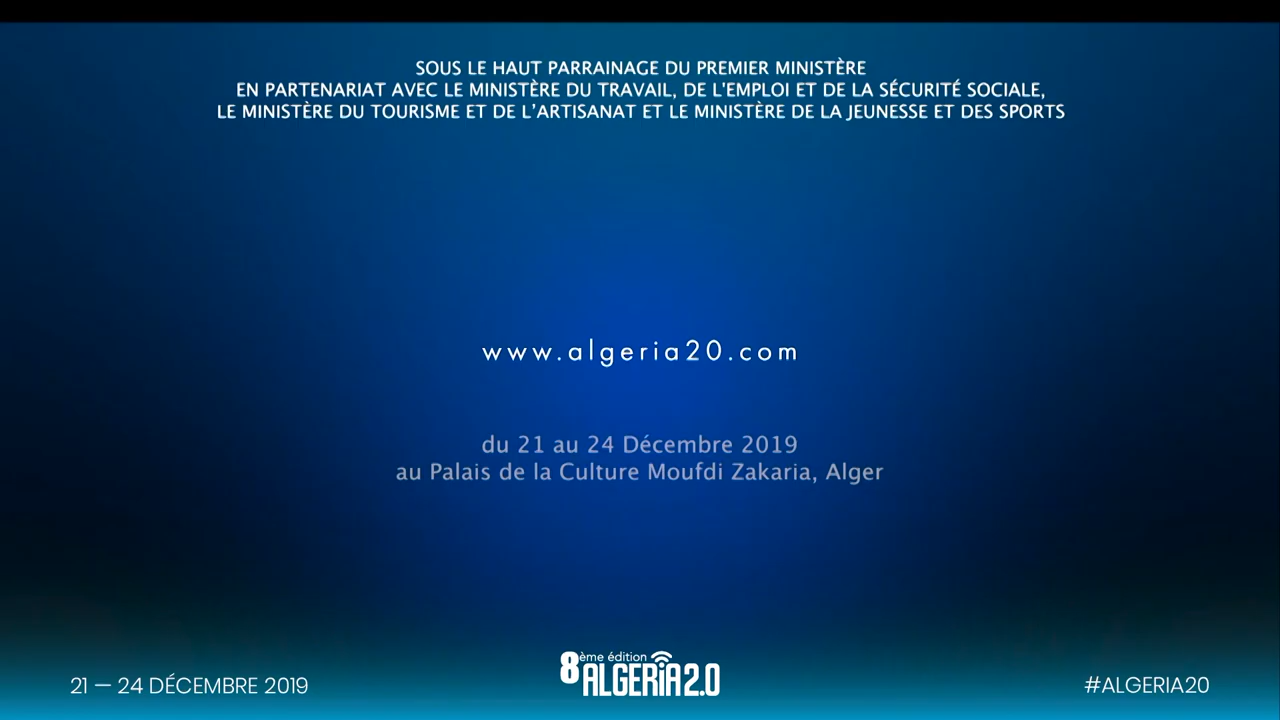 SOUS LE HAUT PARRAINAGE DU PREMIER MINISTÈRE
EN PARTENARIAT AVEC LE MINISTÈRE DU TRAVAIL, DE L'EMPLOI ET DE LA SÉCURITÉ SOCIALE,
LE MINISTÈRE DU TOURISME ET DE L’ARTISANAT ET LE MINISTÈRE DE LA JEUNESSE ET DES SPORTS
www.algeria20.com
du 21 au 24 Décembre 2019
au Palais de la Culture Moufdi Zakaria, Alger
8ème édition
ALGERiA 2.0
21 — 24 DÉCEMBRE 2019
#ALGERIA20